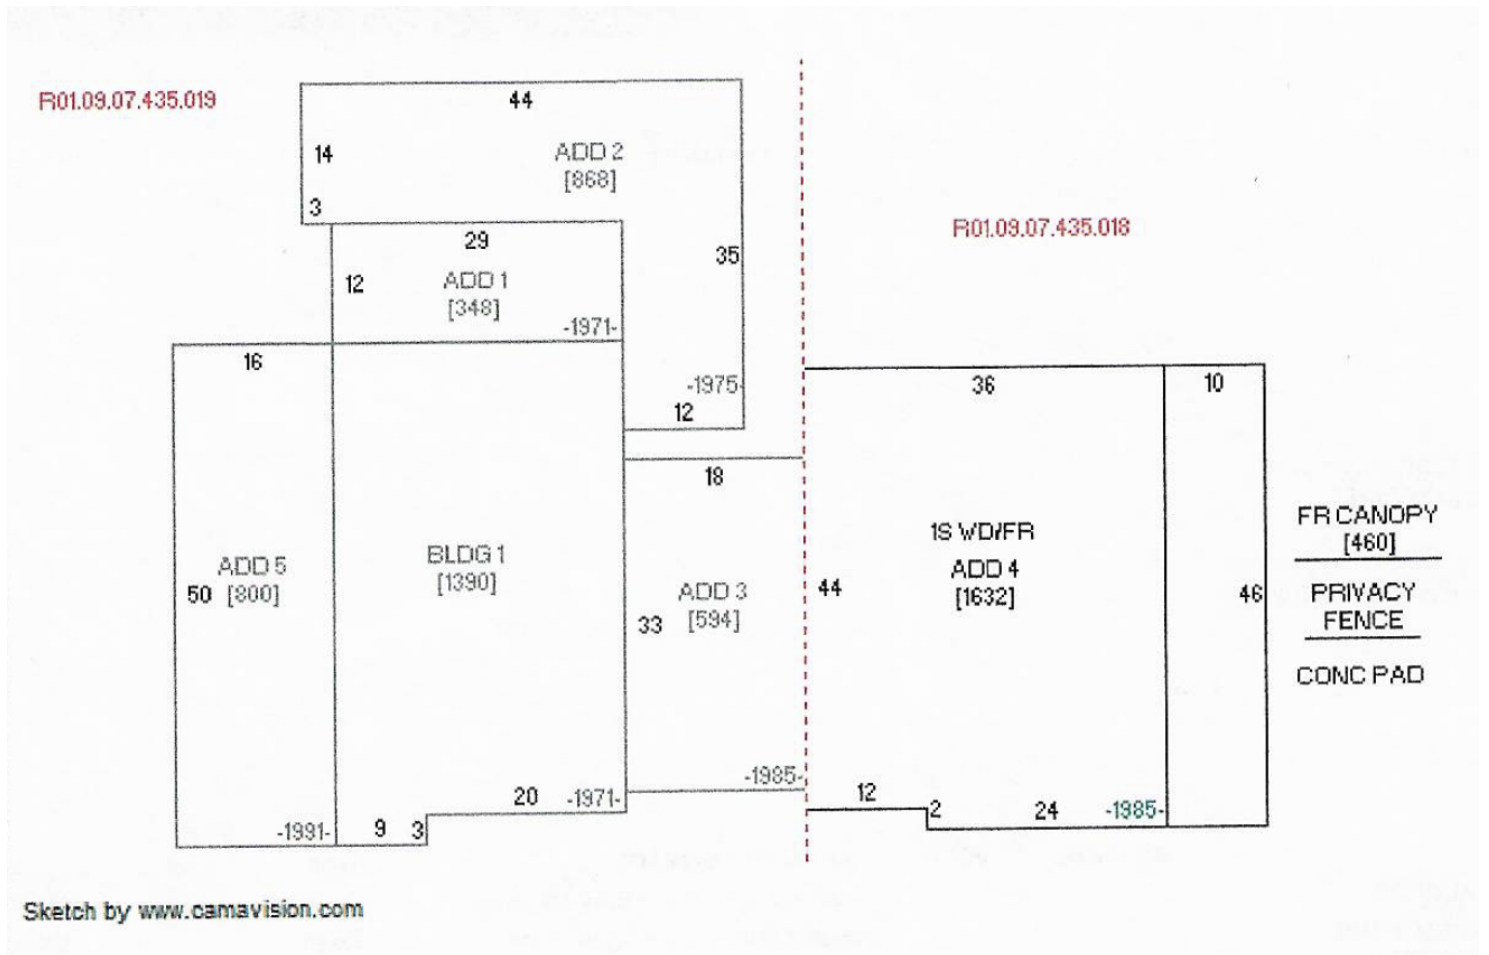 R01.09.07.435.019
44
14
ADD 2
[868]
3
29
35
12
ADD 1
[348]
-1971-
-1975-
12
R01.09.07.435.018
16
36
10
18
50
ADD 5
[800]
BLDG 1
[1390]
33
ADD 3
[594]
44
1S WD/FR
ADD 4
[1632]
46
FR CANOPY
[460]
PRIVACY
FENCE
CONC PAD
-1991-
9
3
20
-1971-
-1985-
12
2
24
-1985-
Sketch by www.camavision.com